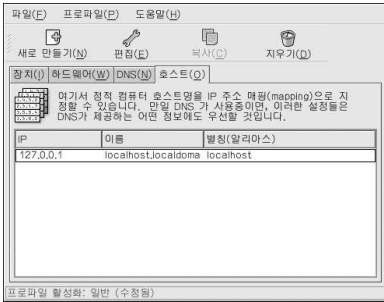 파일(F) 프로파일(P) 도움말(H)
새로 만들기(N) 편집(E) 복사(C) 지우기(D)
장치(I) 하드웨어(W) DNS(N) 호스트(O)
여기서 정적 컴퓨터 호스트명을 IP 주소 매핑(mapping)으로 지
정할 수 있습니다. 만일 DNS 가 사용중이면, 이러한 설정들은
DNS가 제공하는 어떤 정보에도 우선할 것입니다.
IP 이름 별칭(알리아스)
127.0.0.1 localhost.localdoma localhost
프로파일 활성화: 일반 (수정됨)